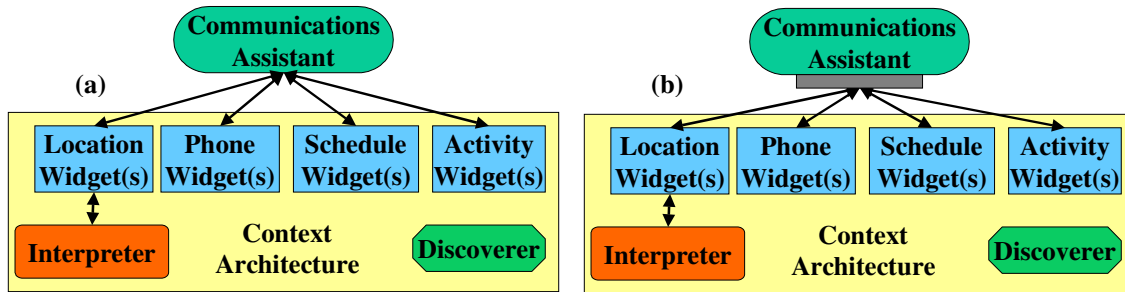 Communications
Assistant
(a)
Location
Widget(s)
Phone
Widget(s)
Schedule
Widget(s)
Activity
Widget(s)
Interpreter
Context
Architecture
Discoverer
Communications
Assistant
(b)
Location
Widget(s)
Phone
Widget(s)
Schedule
Widget(s)
Activity
Widget(s)
Interpreter
Context
Architecture
Discoverer